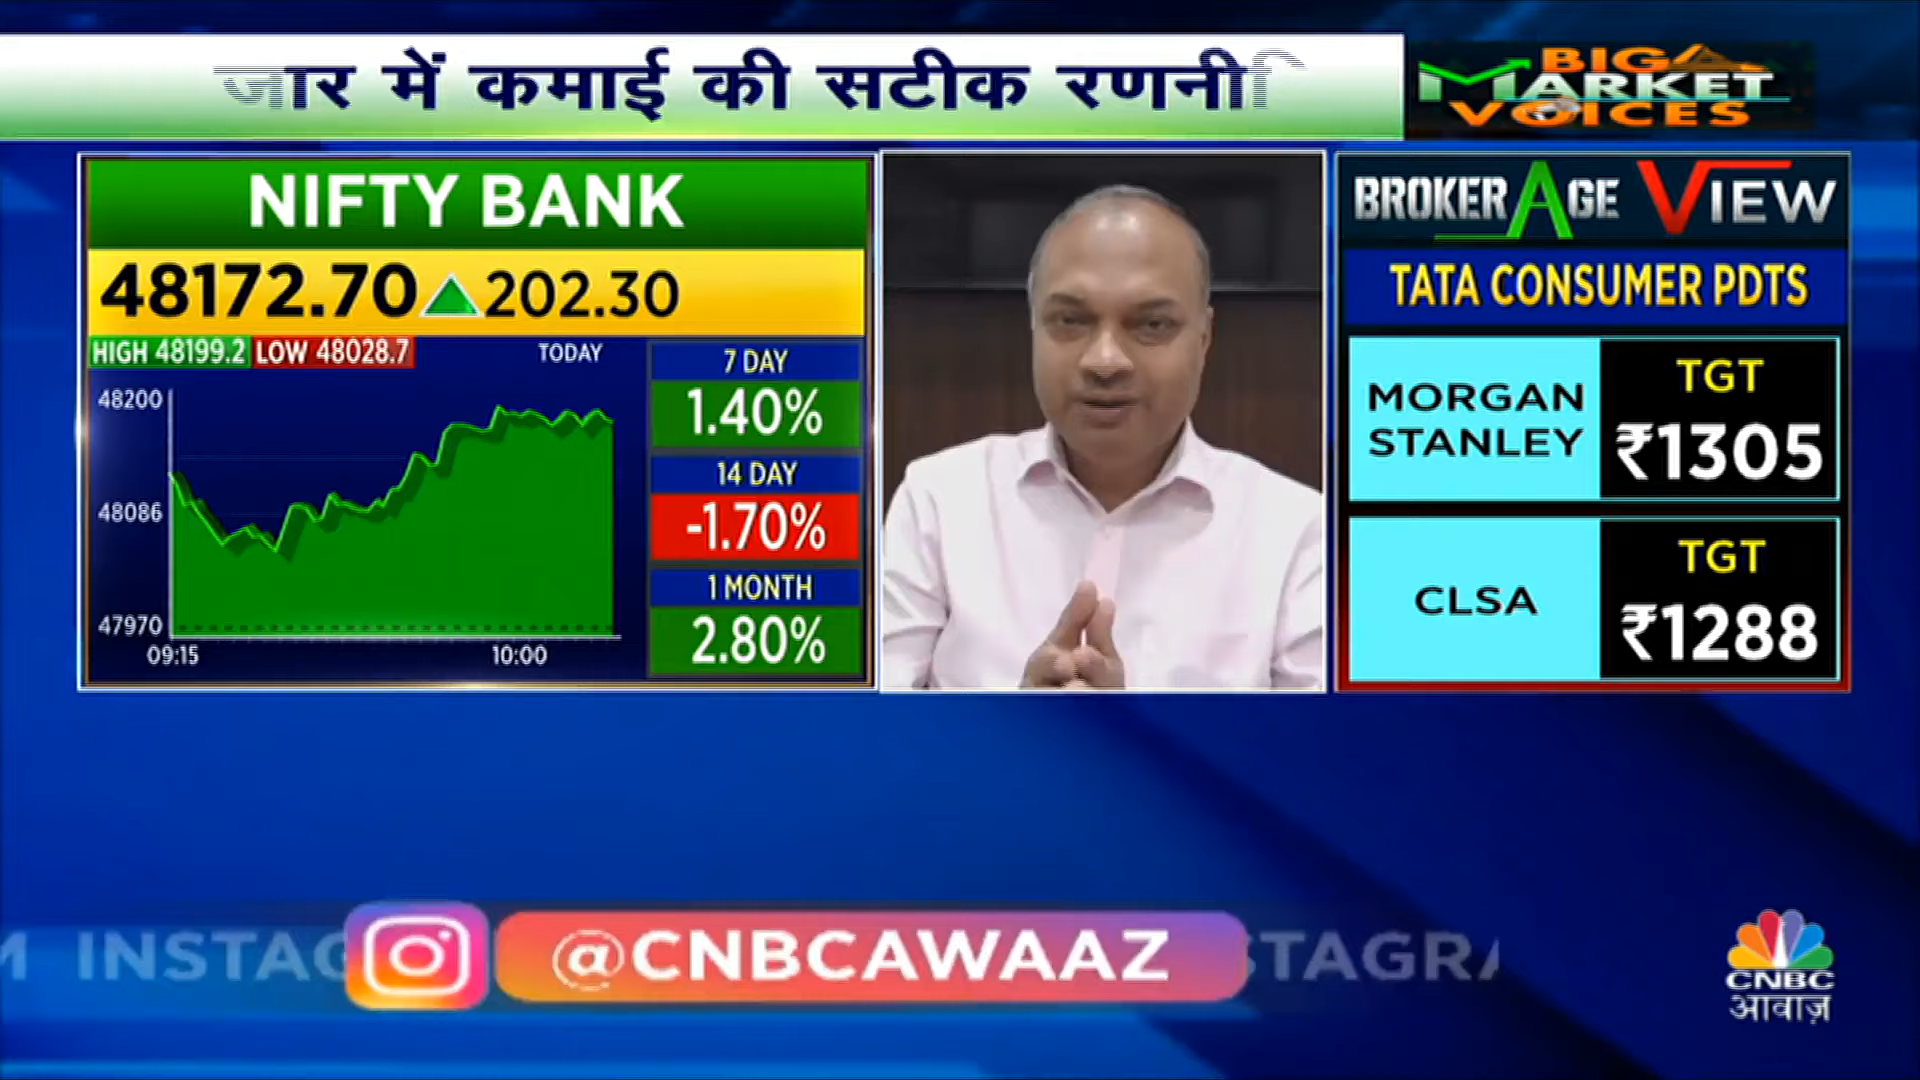 जार में कमाई की सटीक रणनी
BIG
MARKET
VOICES
NIFTY BANK
48172.70 ▲ 202.30
HIGH 48199.2 LOW 48028.7 TODAY
48200
48086
47970
09:15 10:00
7 DAY
1.40%
14 DAY
-1.70%
1 MONTH
2.80%
BROKERAGE VIEW
TATA CONSUMER PDTS
MORGAN
STANLEY
TGT
₹1305
CLSA
TGT
₹1288
M INSTAG @CNBCAWAAZ STAGRA
CNBC
आवाज़